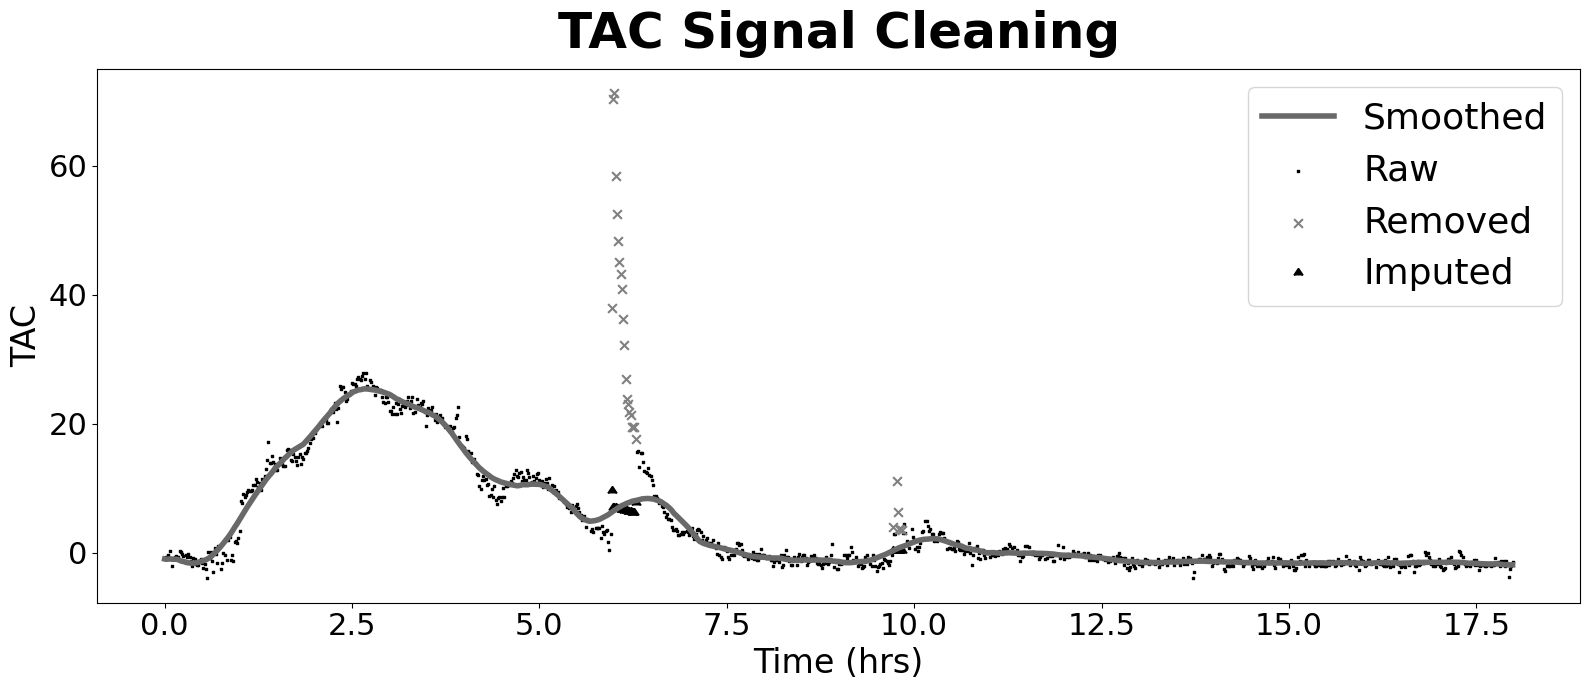 TAC Signal Cleaning
Smoothed
Raw
Removed
Imputed
TAC
60
40
20
0
0.0 2.5 5.0 7.5 10.0 12.5 15.0 17.5
Time (hrs)